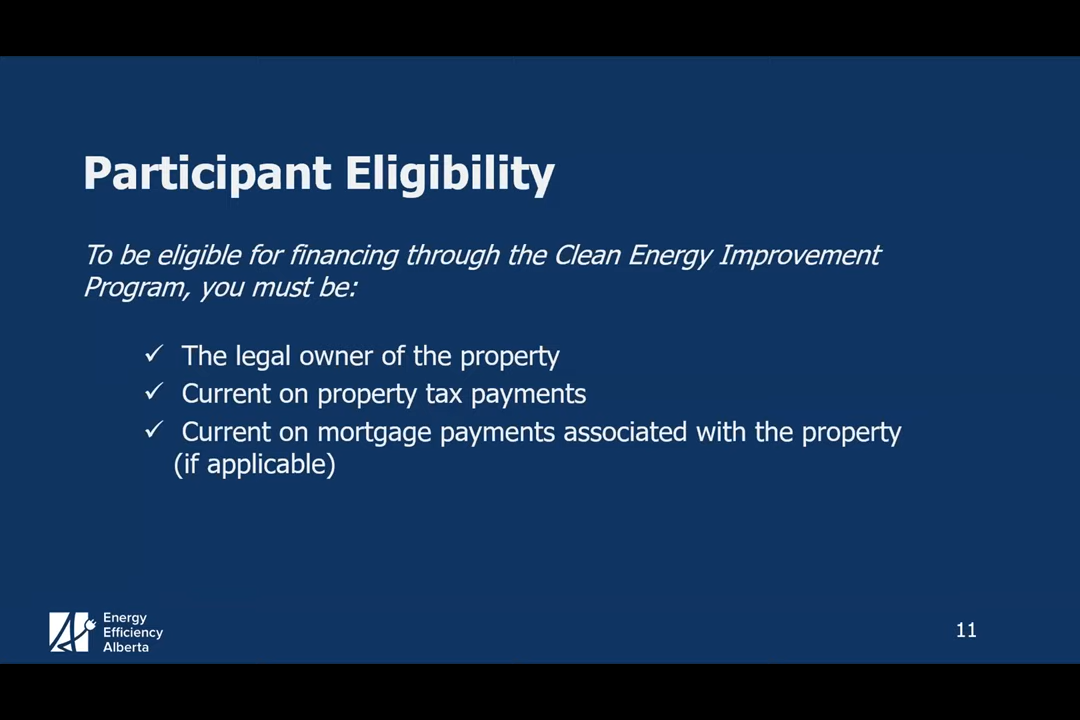 Participant Eligibility
To be eligible for financing through the Clean Energy Improvement
Program, you must be:
✓ The legal owner of the property
✓ Current on property tax payments
✓ Current on mortgage payments associated with the property
(if applicable)
Energy
Efficiency
Alberta
11